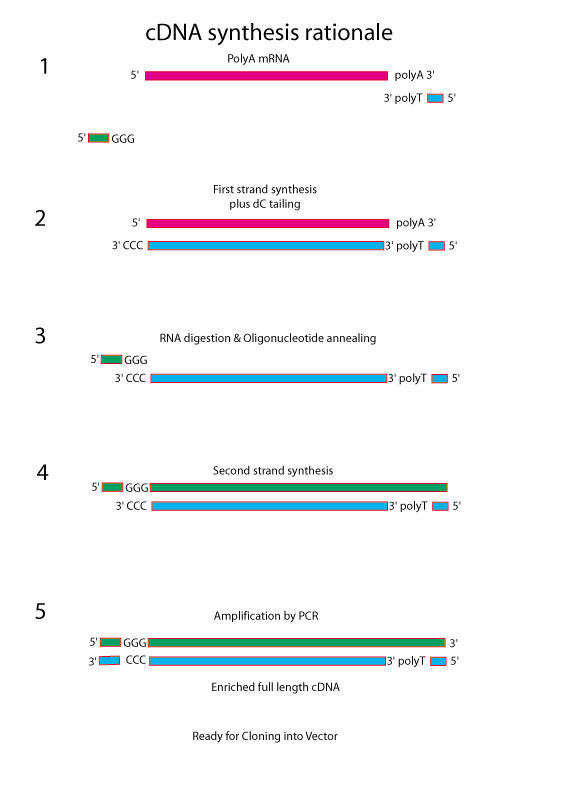 cDNA synthesis rationale
1
PolyA mRNA
5' polyA 3'
3' polyT 5'
5' GGG
2
First strand synthesis
plus dC tailing
5' polyA 3'
3' CCC 3' polyT 5'
3
RNA digestion & Oligonucleotide annealing
5' GGG
3' CCC 3' polyT 5'
4
Second strand synthesis
5' GGG
3' CCC 3' polyT 5'
5
Amplification by PCR
5' GGG 3'
3' CCC 3' polyT 5'
Enriched full length cDNA
Ready for Cloning into Vector